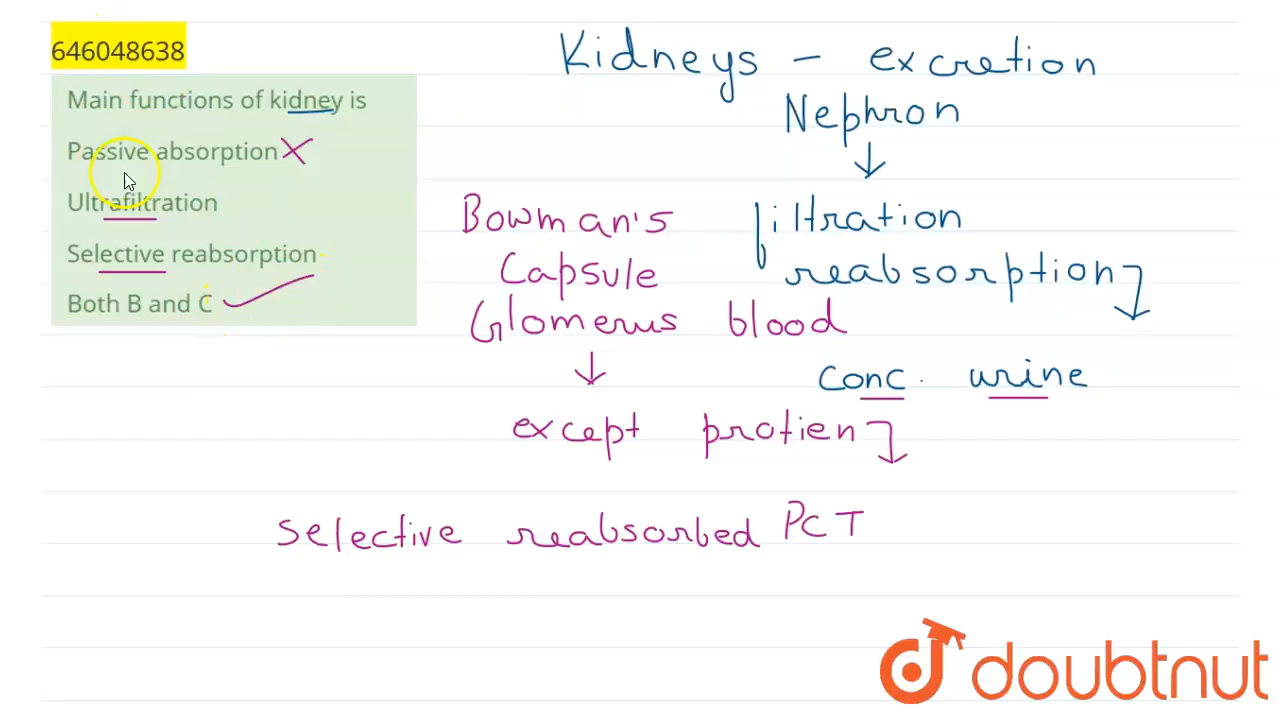 646048638
Main functions of kidney is
Passive absorption
Ultrafiltration
Selective reabsorption
Both B and C
Kidneys - excretion
Nephron
filtration
reabsorption
conc. urine
Bowman's
Capsule
Glomerus blood
except protien
Selective reabsorbed PCT
doubtnut